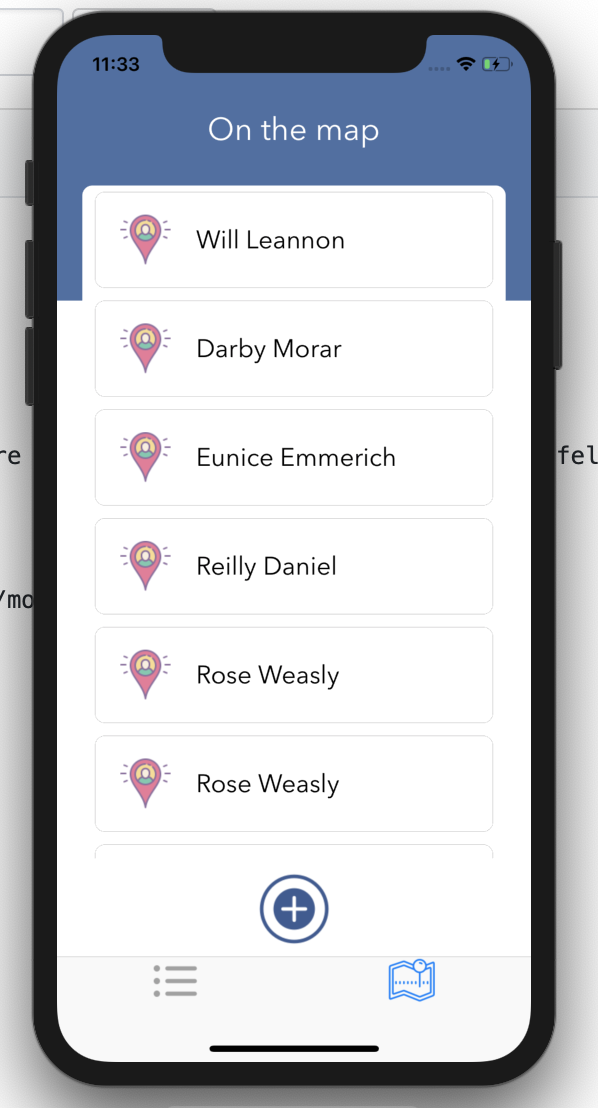 11:33
On the map
Will Leannon
Darby Morar
Eunice Emmerich
re
fel
Reilly Daniel
/mo
Rose Weasly
Rose Weasly